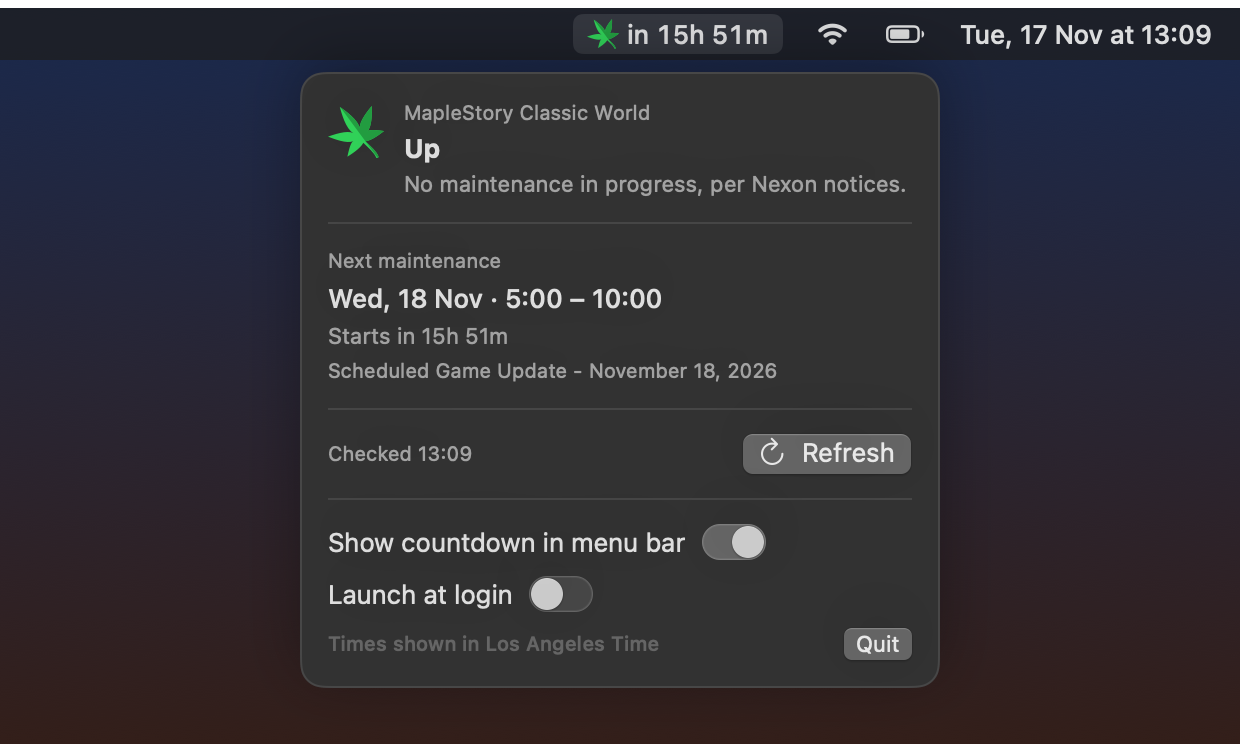 in 15h 51m
Tue, 17 Nov at 13:09
MapleStory Classic World
Up
No maintenance in progress, per Nexon notices.
Next maintenance
Wed, 18 Nov · 5:00 – 10:00
Starts in 15h 51m
Scheduled Game Update - November 18, 2026
Checked 13:09
Refresh
Show countdown in menu bar
Launch at login
Times shown in Los Angeles Time
Quit